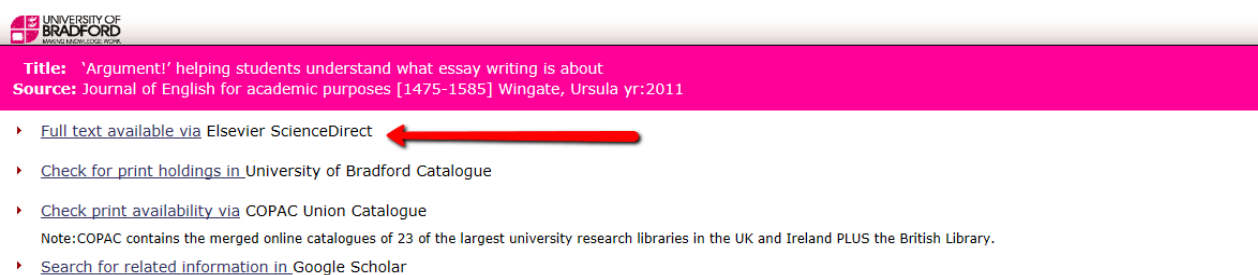 UNIVERSITY OF
BRADFORD
MAKING KNOWLEDGE WORK
Title: ‘Argument!’ helping students understand what essay writing is about
Source: Journal of English for academic purposes [1475-1585] Wingate, Ursula yr:2011
Full text available via Elsevier ScienceDirect
Check for print holdings in University of Bradford Catalogue
Check print availability via COPAC Union Catalogue
Note:COPAC contains the merged online catalogues of 23 of the largest university research libraries in the UK and Ireland PLUS the British Library.
Search for related information in Google Scholar